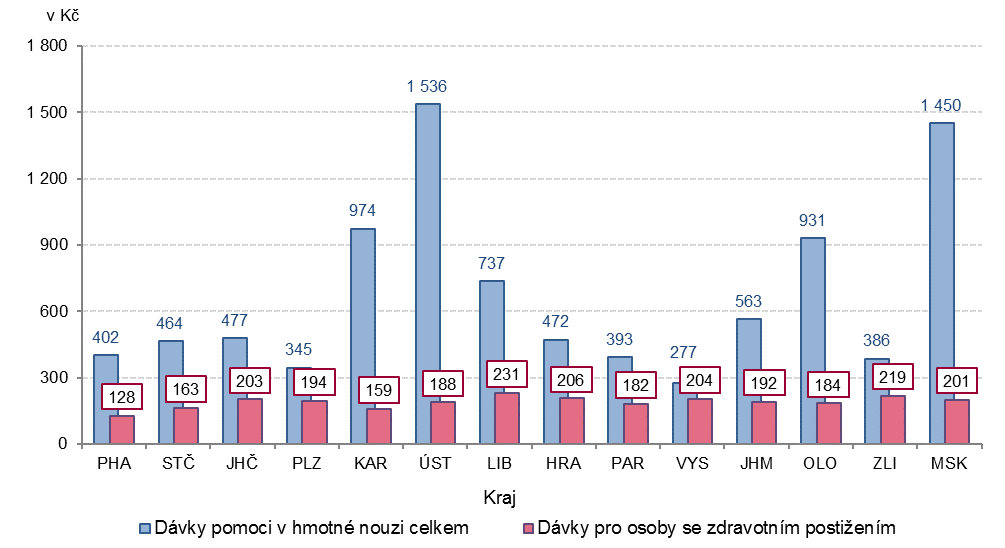 v Kč
1 800
1 500
1 200
900
600
300
0
402 464 477 345 974 1 536 737 472 393 277 563 931 386 1 450
128 163 203 194 159 188 231 206 182 204 192 184 219 201
PHA STČ JHČ PLZ KAR ÚST LIB HRA PAR VYS JHM OLO ZLI MSK
Kraj
Dávky pomoci v hmotné nouzi celkem Dávky pro osoby se zdravotním postižením